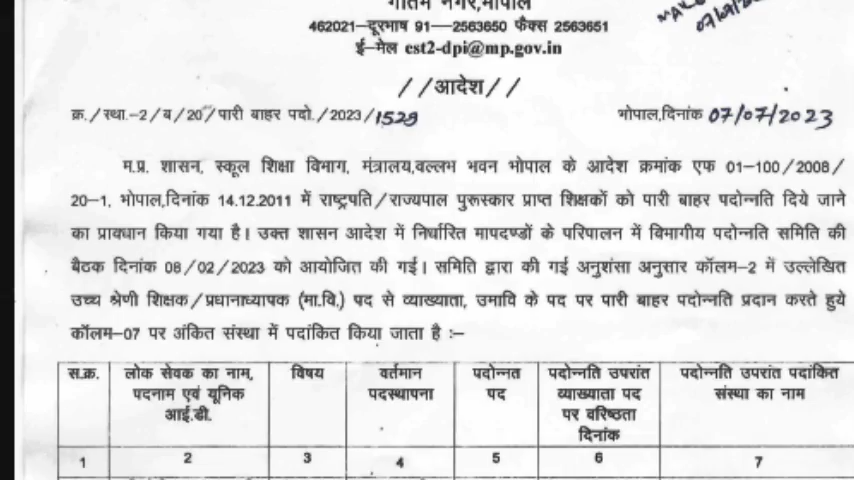 गौतम नगर,भोपाल
462021–दूरभाष 91–2563650 फैक्स 2563651
ई–मेल est2-dpi@mp.gov.in
//आदेश//
क्र./स्था.–2/ब/20/पारी बाहर पदो./2023/1529 भोपाल,दिनांक 07/07/2023
म.प्र. शासन, स्कूल शिक्षा विभाग, मंत्रालय,वल्लभ भवन भोपाल के आदेश क्रमांक एफ 01–100/2008/
20–1, भोपाल,दिनांक 14.12.2011 में राष्ट्रपति/राज्यपाल पुरूस्कार प्राप्त शिक्षकों को पारी बाहर पदोन्नति दिये जाने
का प्रावधान किया गया है। उक्त शासन आदेश में निर्धारित मापदण्डों के परिपालन में विभागीय पदोन्नति समिति की
बैठक दिनांक 08/02/2023 को आयोजित की गई। समिति द्वारा की गई अनुशंसा अनुसार कॉलम–2 में उल्लेखित
उच्च श्रेणी शिक्षक/प्रधानाध्यापक (मा.वि.) पद से व्याख्याता, उमावि के पद पर पारी बाहर पदोन्नति प्रदान करते हुये
कॉलम–07 पर अंकित संस्था में पदांकित किया जाता है :–
स.क्र. लोक सेवक का नाम, विषय वर्तमान पदोन्नत पदोन्नति उपरांत पदोन्नति उपरांत पदांकित
पदनाम एवं यूनिक पदस्थापना पद व्याख्याता पद संस्था का नाम
आई.डी. पर वरिष्ठता
दिनांक
1 2 3 4 5 6 7